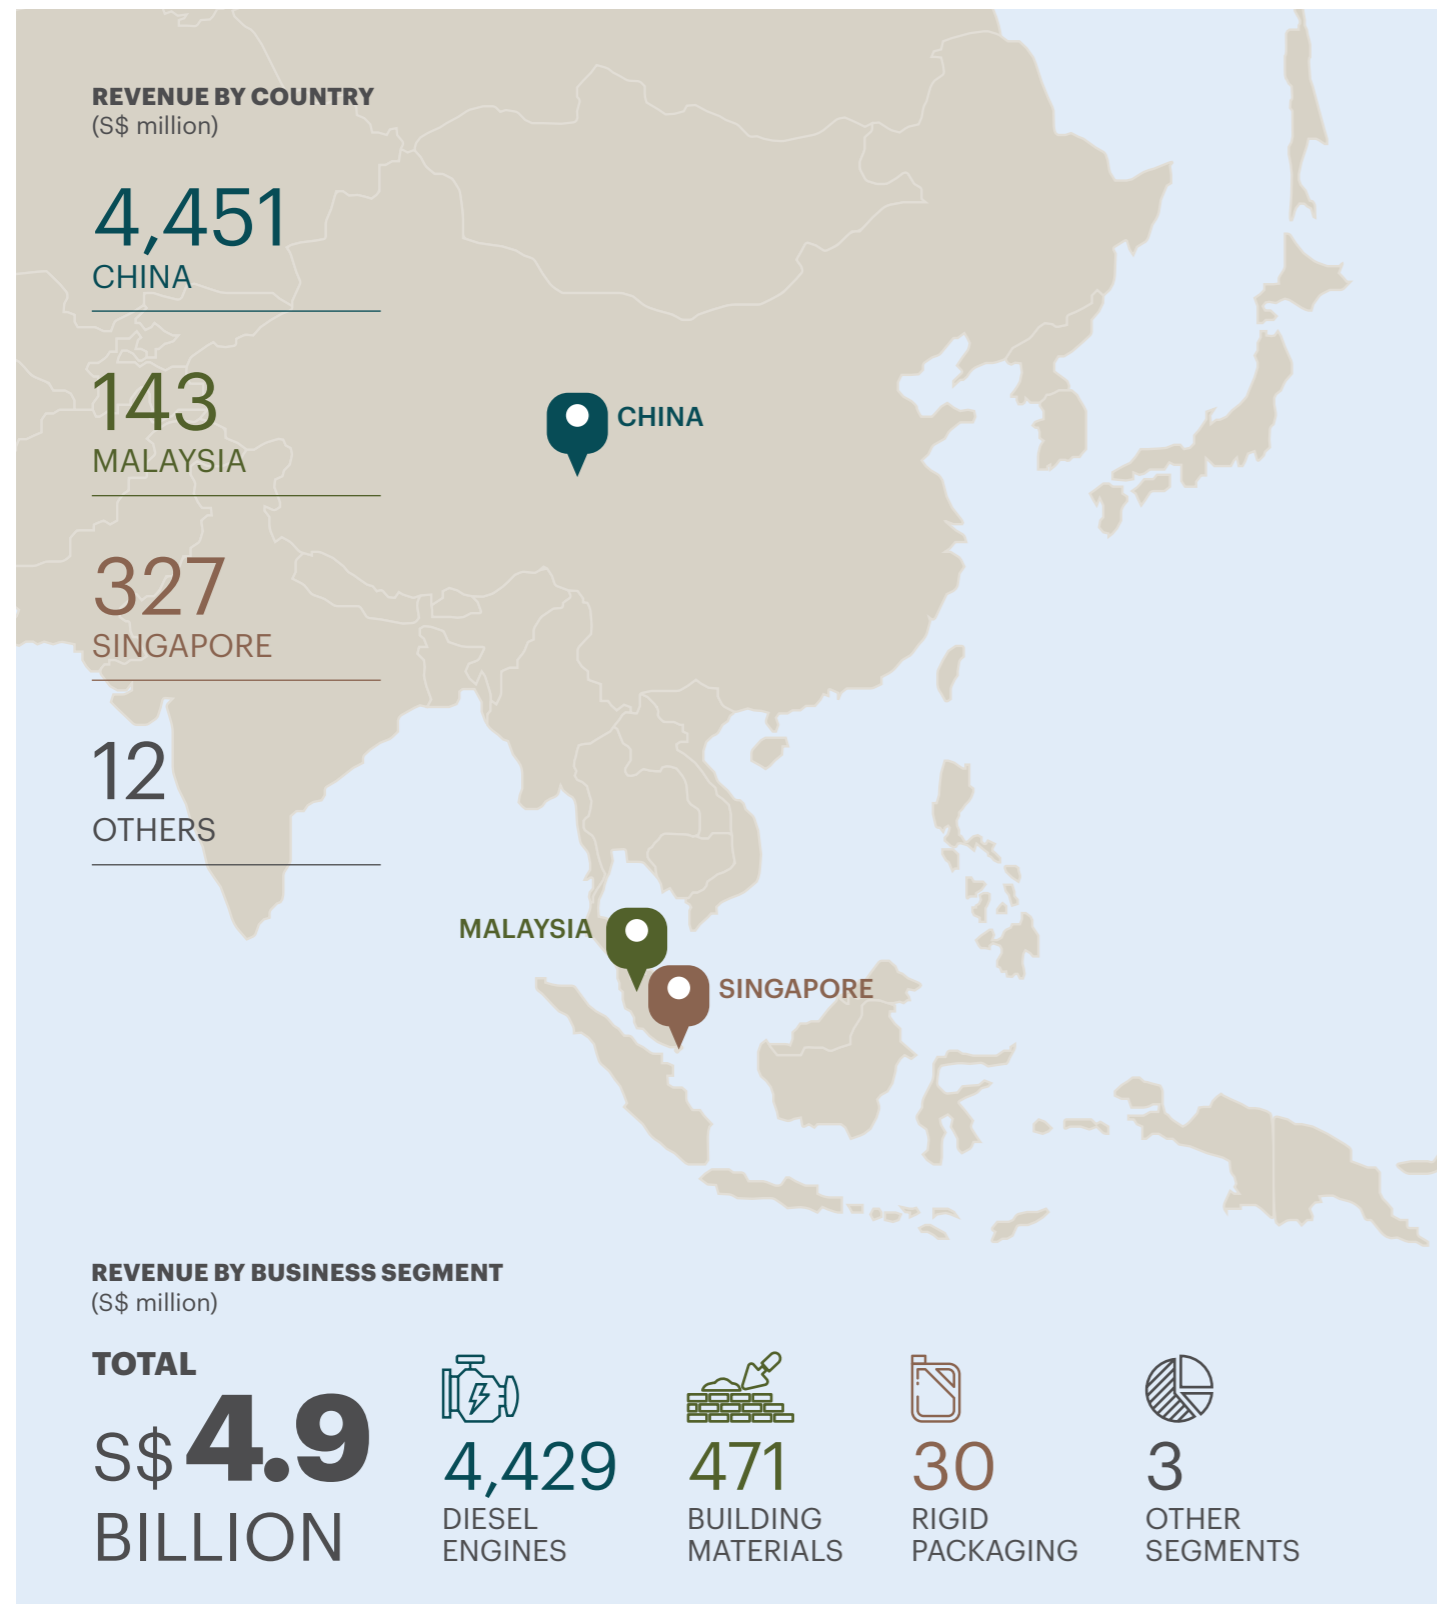 REVENUE BY COUNTRY
(S$ million)
4,451
CHINA
143
MALAYSIA
327
SINGAPORE
12
OTHERS
CHINA
MALAYSIA
SINGAPORE
REVENUE BY BUSINESS SEGMENT
(S$ million)
TOTAL
S$ 4.9
BILLION
4,429
DIESEL
ENGINES
471
BUILDING
MATERIALS
30
RIGID
PACKAGING
3
OTHER
SEGMENTS